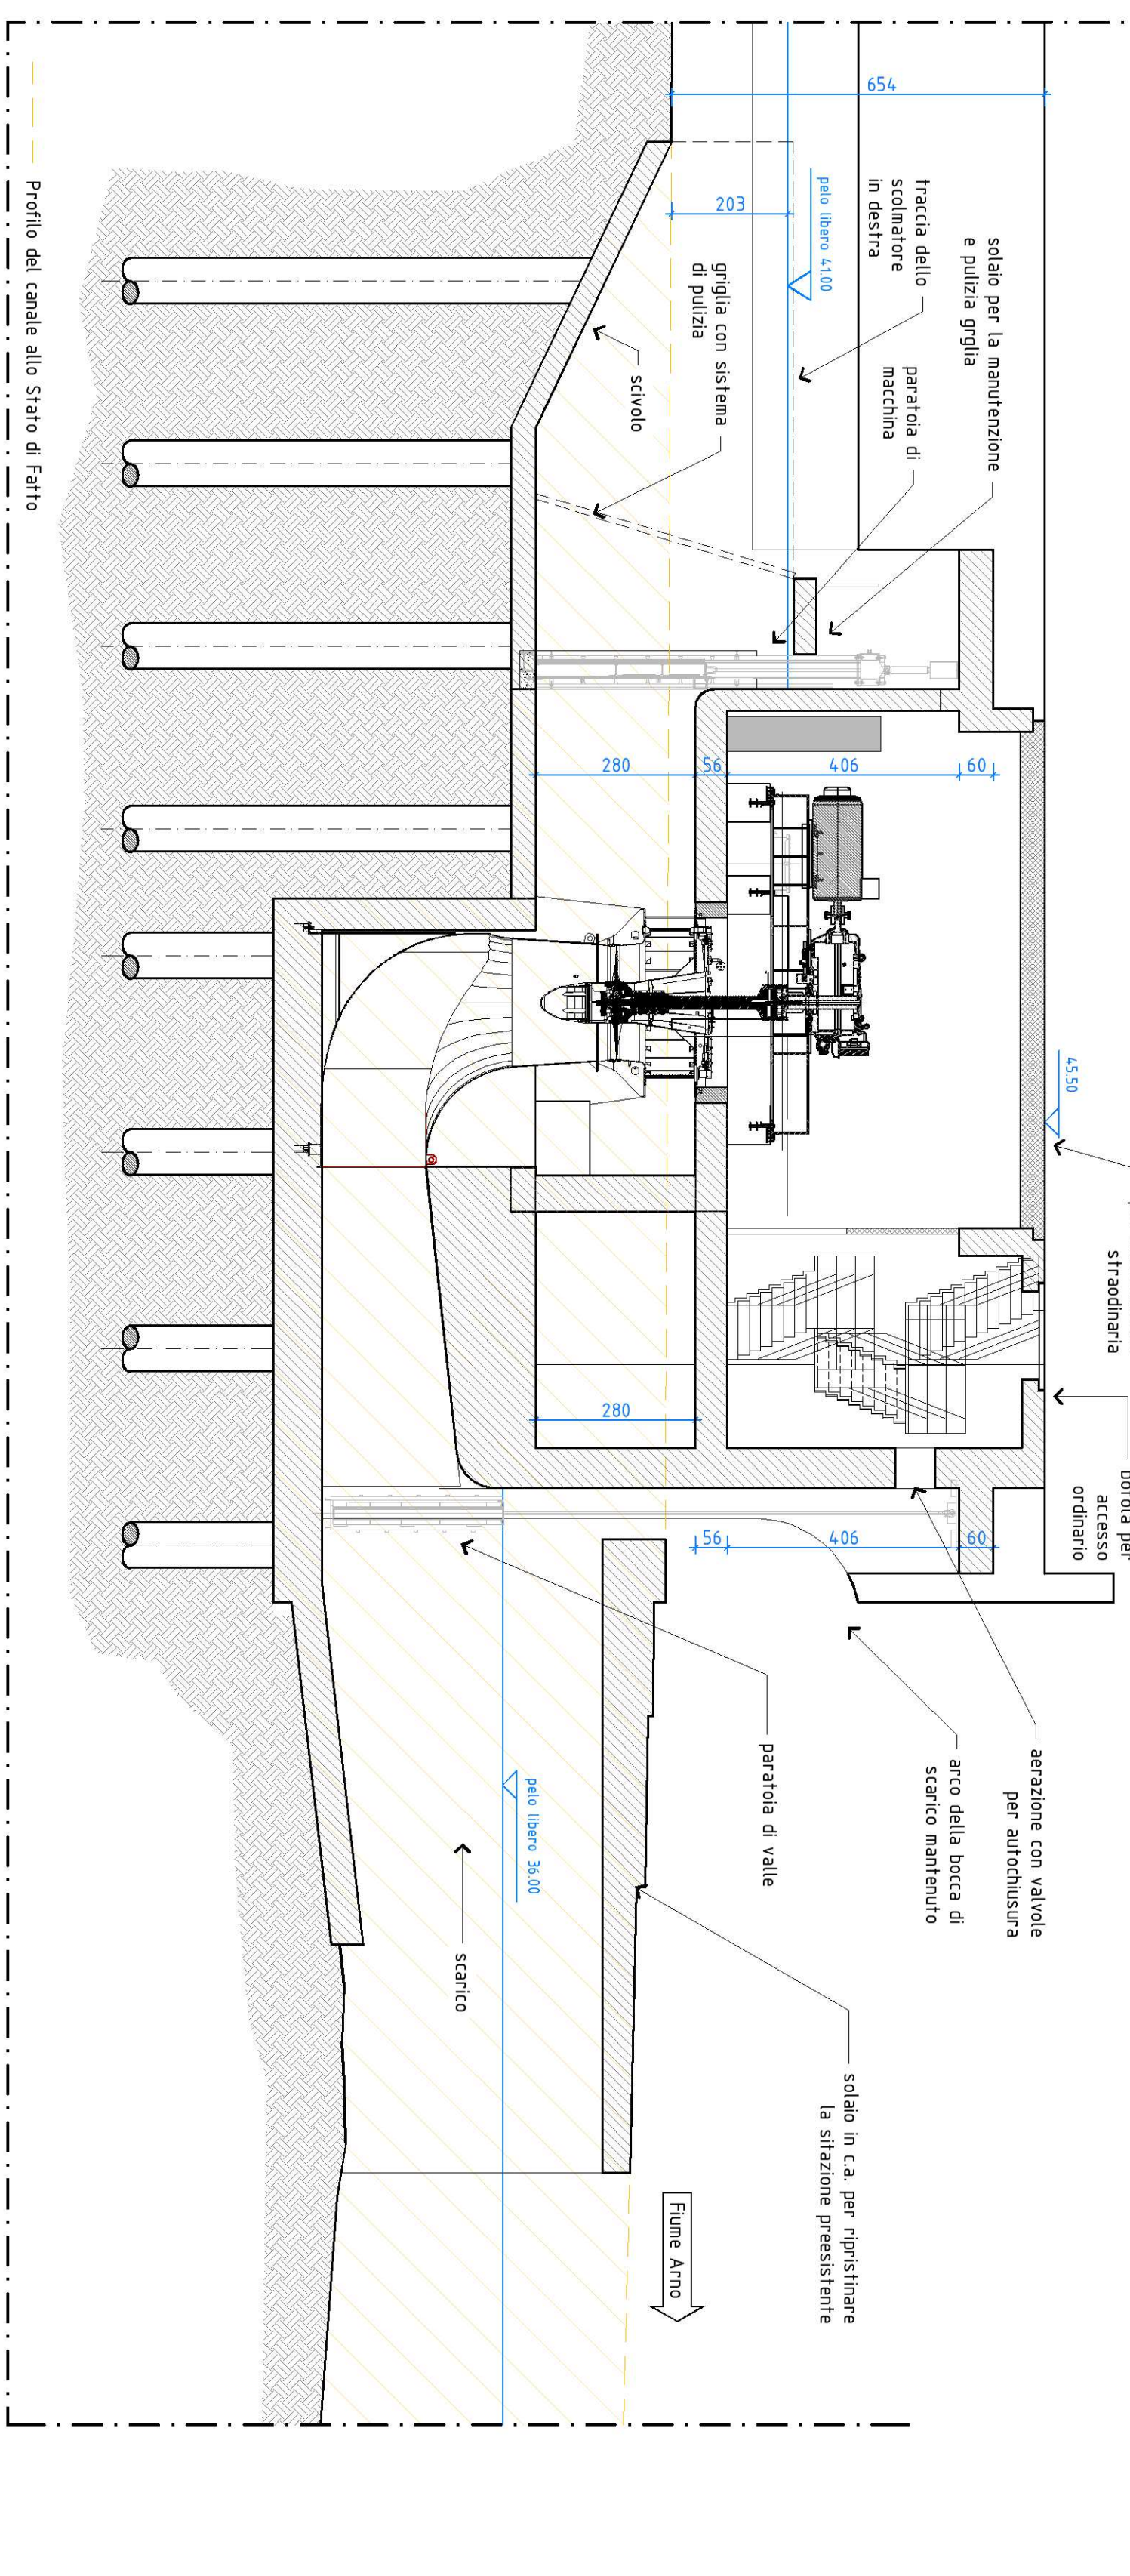 654
203
pelo libero 41.00
traccia dello
scolmatore
in destra
solaio per la manutenzione
e pulizia grglia
griglia con sistema
di pulizia
scivolo
paratoia di
macchina
280
56
406
60
45.50
straodinaria
280
56
406
60
per
accesso
ordinario
aerazione con valvole
per autochiusura
arco della bocca di
scarico mantenuto
paratoia di valle
pelo libero 36.00
scarico
solaio in c.a. per ripristinare
la sitazione preesistente
Fiume Arno
Profilo del canale allo Stato di Fatto